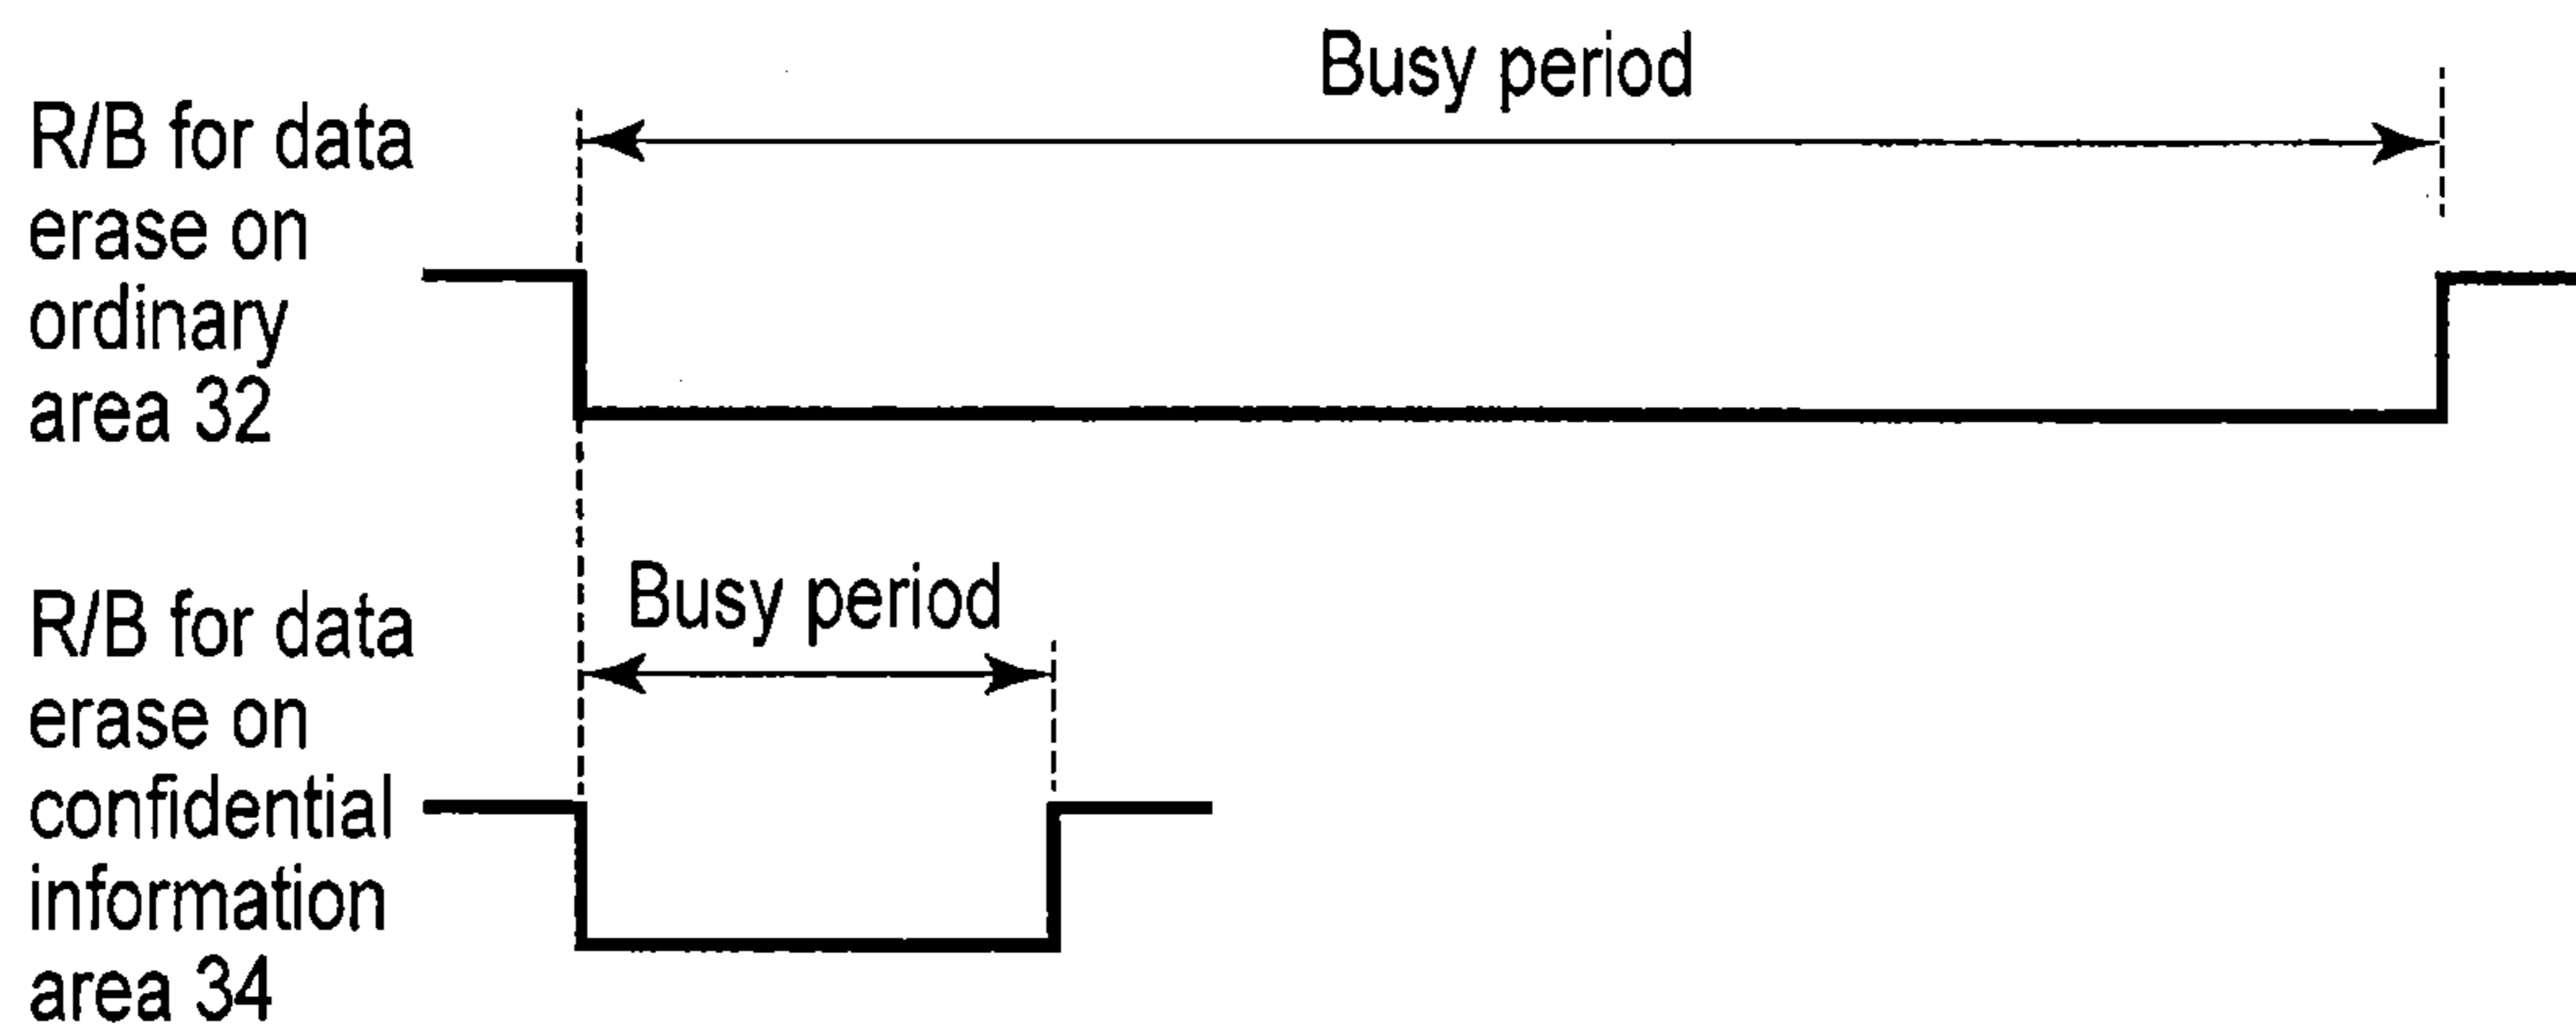 Busy period
R/B for data
erase on
ordinary
area 32
Busy period
R/B for data
erase on
confidential
information
area 34